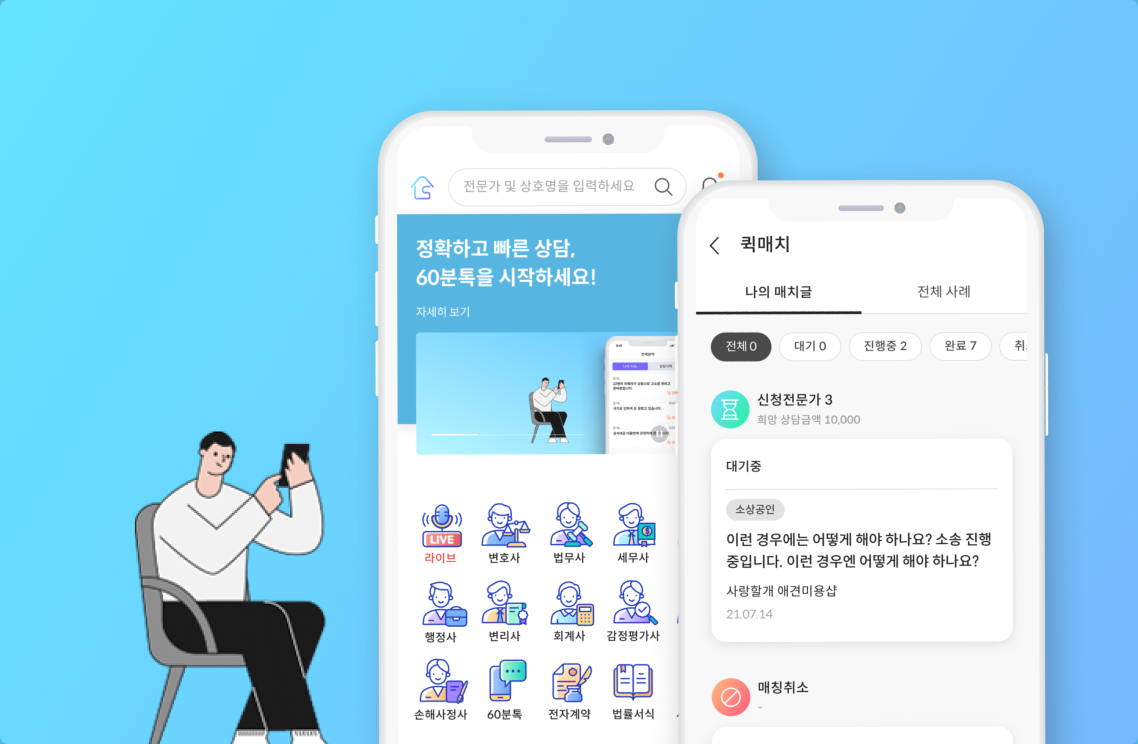 전문가 및 상호명을 입력하세요
정확하고 빠른 상담,
60분톡을 시작하세요!
자세히 보기
LIVE
라이브
변호사
법무사
세무사
행정사
변리사
회계사
감정평가사
손해사정사
60분톡
전자계약
법률서식
퀵매치
나의 매치글
전체 사례
전체 0
대기 0
진행중 2
완료 7
신청전문가 3
희망 상담금액 10,000
대기중
소상공인
이런 경우에는 어떻게 해야 하나요? 소송 진행
중입니다. 이런 경우엔 어떻게 해야 하나요?
사랑할개 애견미용샵
21.07.14
매칭취소
-